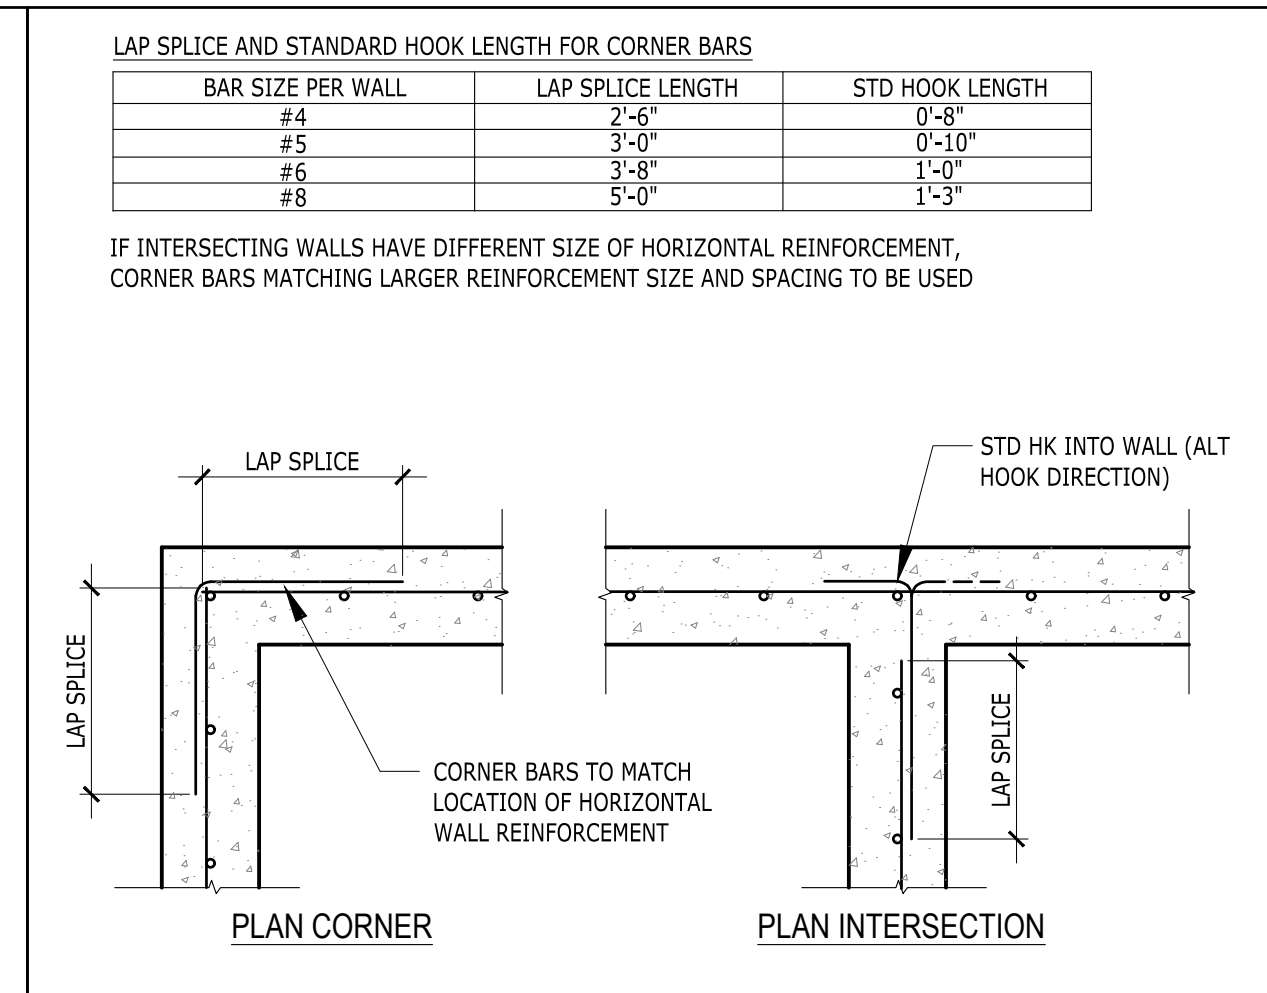 LAP SPLICE AND STANDARD HOOK LENGTH FOR CORNER BARS
BAR SIZE PER WALL LAP SPLICE LENGTH STD HOOK LENGTH
#4 2'-6" 0'-8"
#5 3'-0" 0'-10"
#6 3'-8" 1'-0"
#8 5'-0" 1'-3"
IF INTERSECTING WALLS HAVE DIFFERENT SIZE OF HORIZONTAL REINFORCEMENT,
CORNER BARS MATCHING LARGER REINFORCEMENT SIZE AND SPACING TO BE USED
LAP SPLICE
LAP SPLICE
CORNER BARS TO MATCH
LOCATION OF HORIZONTAL
WALL REINFORCEMENT
PLAN CORNER
STD HK INTO WALL (ALT
HOOK DIRECTION)
LAP SPLICE
PLAN INTERSECTION